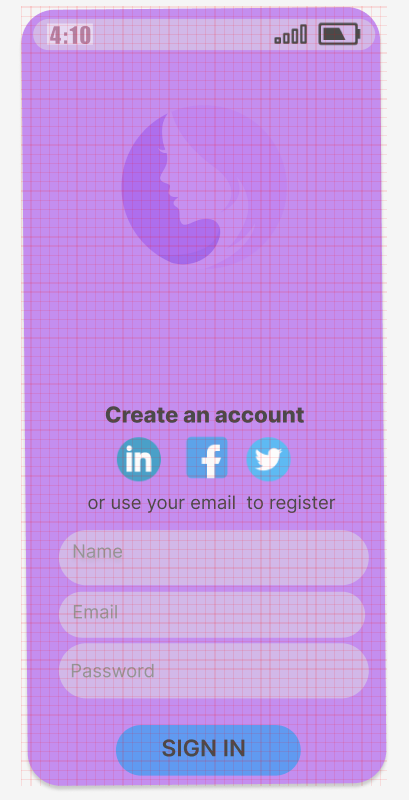 4:10
Create an account
in f
or use your email to register
Name
Email
Password
SIGN IN